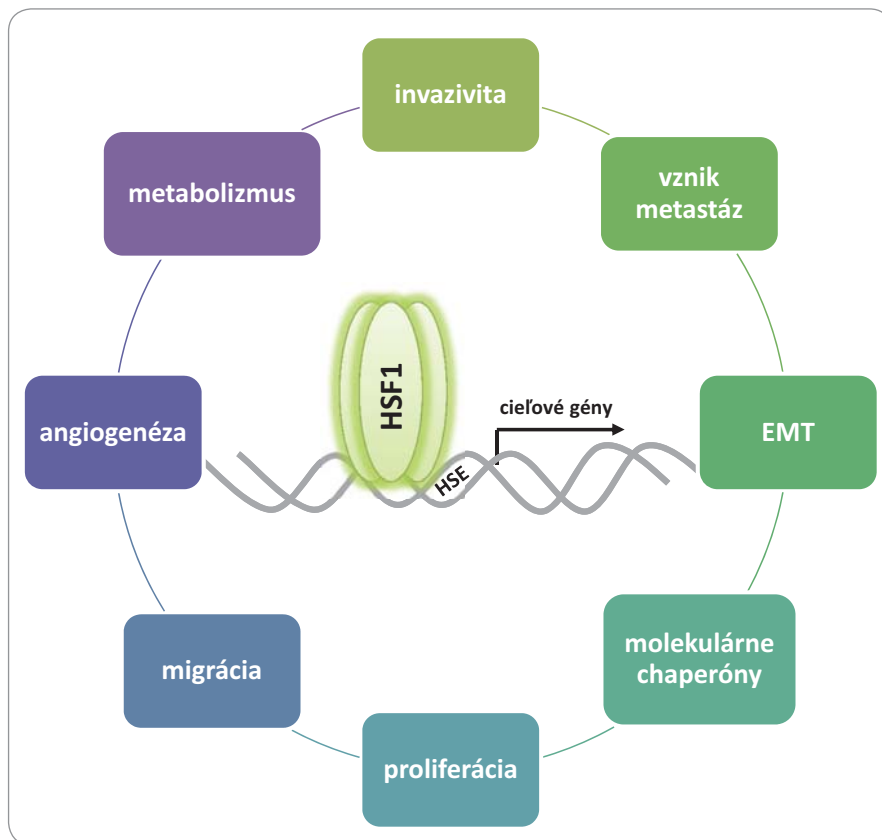 invazivita
vznik
metastáz
metabolizmus
HSF1
cieľové gény
HSE
angiogenéza
EMT
migrácia
molekulárne
chaperóny
proliferácia